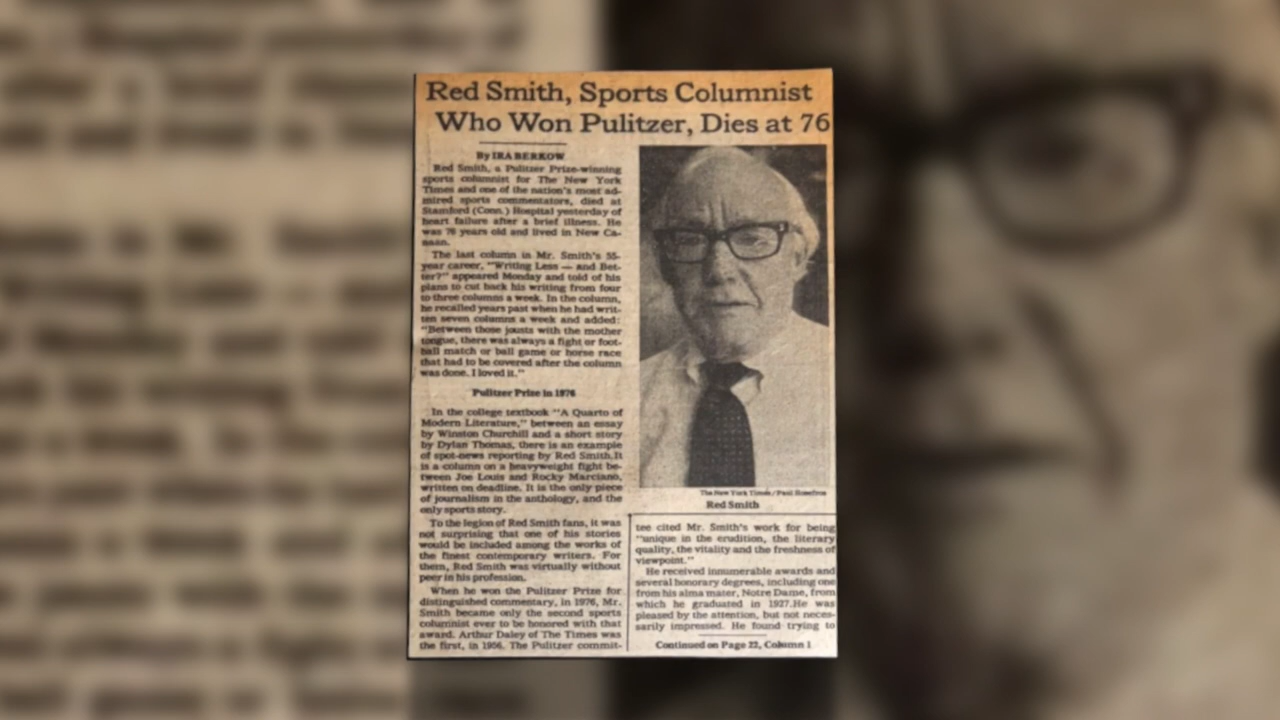 Red Smith, Sports Columnist
Who Won Pulitzer, Dies at 76
By IRA BERKOW
Red Smith, a Pulitzer Prize-winning
sports columnist for The New York
Times and one of the nation's most ad-
mired sports commentators, died at
Stamford (Conn.) Hospital yesterday of
heart failure after a brief illness. He
was 76 years old and lived in New Ca-
naan.
The last column in Mr. Smith's 55-
year career, "Writing Less — and Bet-
ter?" appeared Monday and told of his
plans to cut back his writing from four
to three columns a week. In the column,
he recalled years past when he had writ-
ten seven columns a week and added:
"Between those jousts with the mother
tongue, there was always a fight or foot-
ball match or ball game or horse race
that had to be covered after the column
was done. I loved it."
Pulitzer Prize in 1976
In the college textbook "A Quarto of
Modern Literature," between an essay
by Winston Churchill and a short story
by Dylan Thomas, there is an example
of spot-news reporting by Red Smith.It
is a column on a heavyweight fight be-
tween Joe Louis and Rocky Marciano,
written on deadline. It is the only piece
of journalism in the anthology, and the
only sports story.
To the legion of Red Smith fans, it was
not surprising that one of his stories
would be included among the works of
the finest contemporary writers. For
them, Red Smith was virtually without
peer in his profession.
When he won the Pulitzer Prize for
distinguished commentary, in 1976, Mr.
Smith became only the second sports
columnist ever to be honored with that
award. Arthur Daley of The Times was
the first, in 1956. The Pulitzer commit-
The New York Times/Paul Hosefros
Red Smith
tee cited Mr. Smith's work for being
"unique in the erudition, the literary
quality, the vitality and the freshness of
viewpoint."
He received innumerable awards and
several honorary degrees, including one
from his alma mater, Notre Dame, from
which he graduated in 1927.He was
pleased by the attention, but not neces-
sarily impressed. He found trying to
Continued on Page 22, Column 1